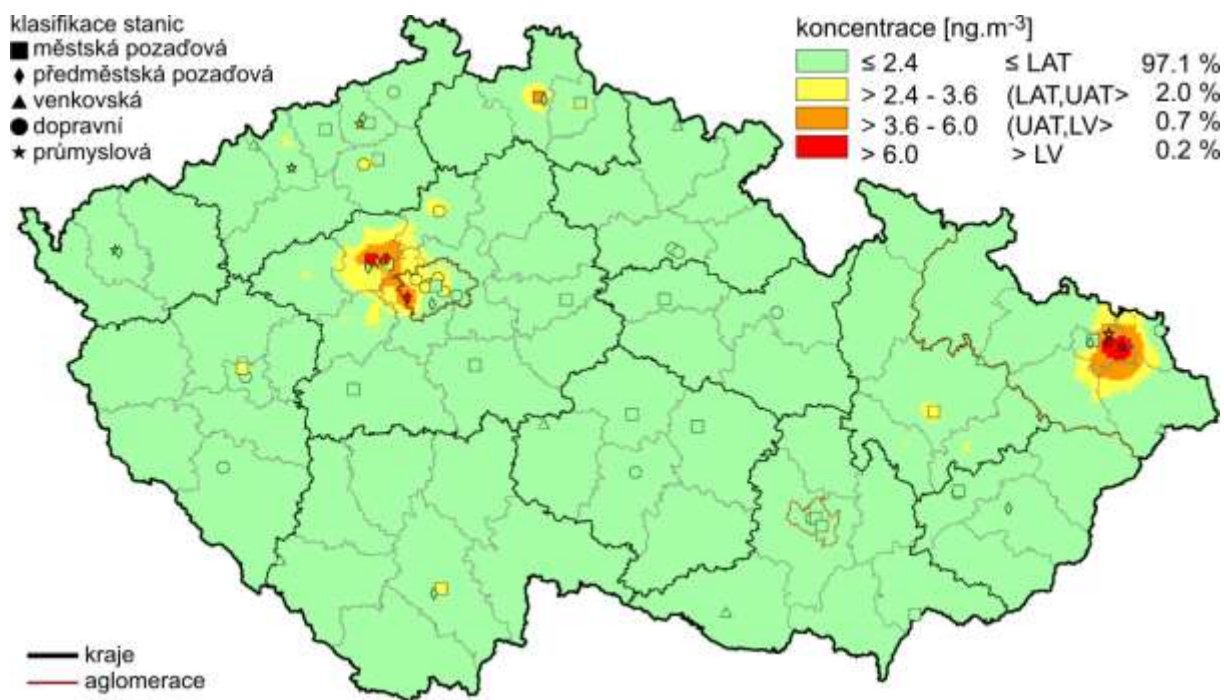 klasifikace stanic
městská pozaďová
předměstská pozaďová
venkovská
dopravní
průmyslová
koncentrace [ng.m-3]
≤ 2.4 ≤ LAT 97.1 %
> 2.4 - 3.6 (LAT,UAT> 2.0 %
> 3.6 - 6.0 (UAT,LV> 0.7 %
> 6.0 > LV 0.2 %
kraje
aglomerace